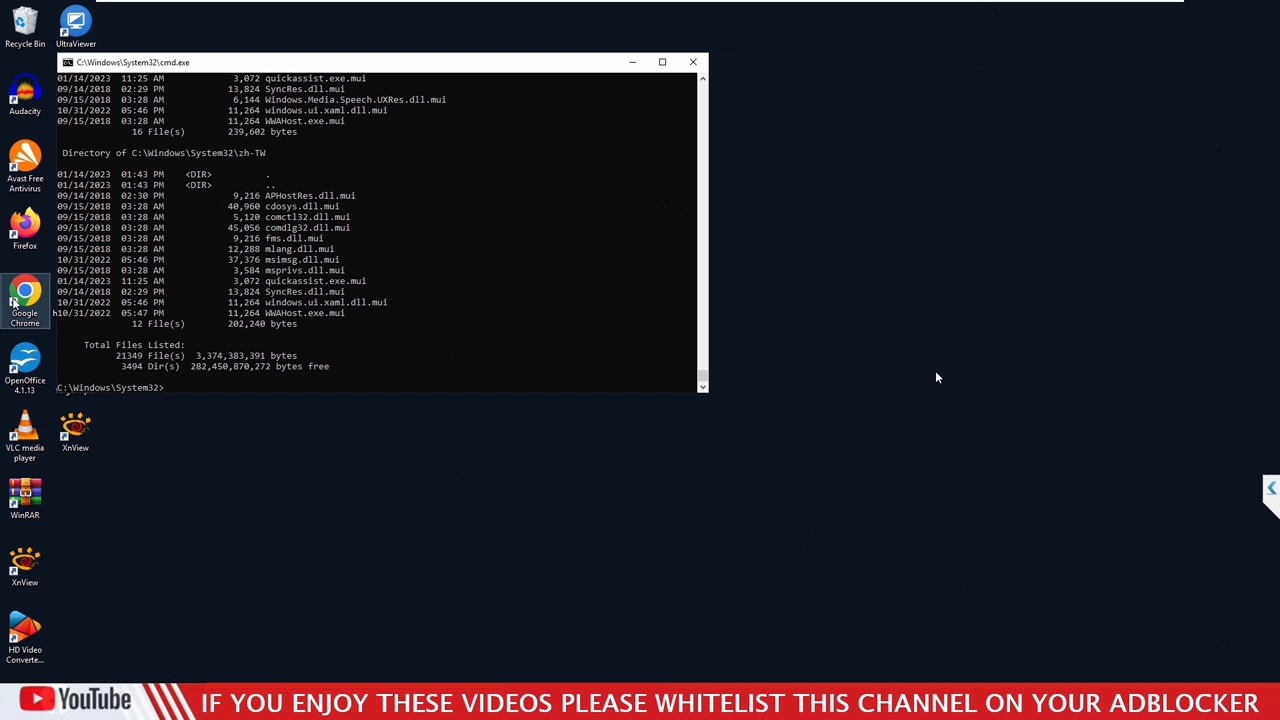 Recycle Bin
UltraViewer
Audacity
Avast Free
Antivirus
Firefox
Google
Chrome
OpenOffice
4.1.13
VLC media
player
XnView
WinRAR
XnView
HD Video
Converte...
C:\Windows\System32\cmd.exe
01/14/2023 11:25 AM 3,072 quickassist.exe.mui
09/15/2018 02:29 PM 13,824 SyncRes.dll.mui
09/15/2018 03:28 AM 6,144 Windows.Media.Speech.UXRes.dll.mui
10/31/2022 05:46 PM 11,264 windows.ui.xaml.dll.mui
09/15/2018 03:28 AM 11,264 WWAHost.exe.mui
16 File(s) 239,602 bytes
Directory of C:\Windows\System32\zh-TW
01/14/2023 01:43 PM <DIR> .
01/14/2023 01:43 PM <DIR> ..
09/14/2018 02:30 PM 9,216 APHostRes.dll.mui
09/15/2018 03:28 AM 40,960 cdosys.dll.mui
09/15/2018 03:28 AM 5,120 comctl32.dll.mui
09/15/2018 03:28 AM 45,056 comdlg32.dll.mui
09/15/2018 03:28 AM 9,216 fms.dll.mui
09/15/2018 03:28 AM 12,288 mlang.dll.mui
10/31/2022 05:46 PM 37,376 msimsg.dll.mui
09/15/2018 03:28 AM 3,584 msprivs.dll.mui
01/14/2023 11:25 AM 3,072 quickassist.exe.mui
09/14/2018 02:29 PM 13,824 SyncRes.dll.mui
10/31/2022 05:46 PM 11,264 windows.ui.xaml.dll.mui
10/31/2022 05:47 PM 11,264 WWAHost.exe.mui
12 File(s) 202,240 bytes
Total Files Listed:
21349 File(s) 3,374,383,391 bytes
3494 Dir(s) 282,450,870,272 bytes free
C:\Windows\System32>
YouTube
IF YOU ENJOY THESE VIDEOS PLEASE WHITELIST THIS CHANNEL ON YOUR ADBLOCKER